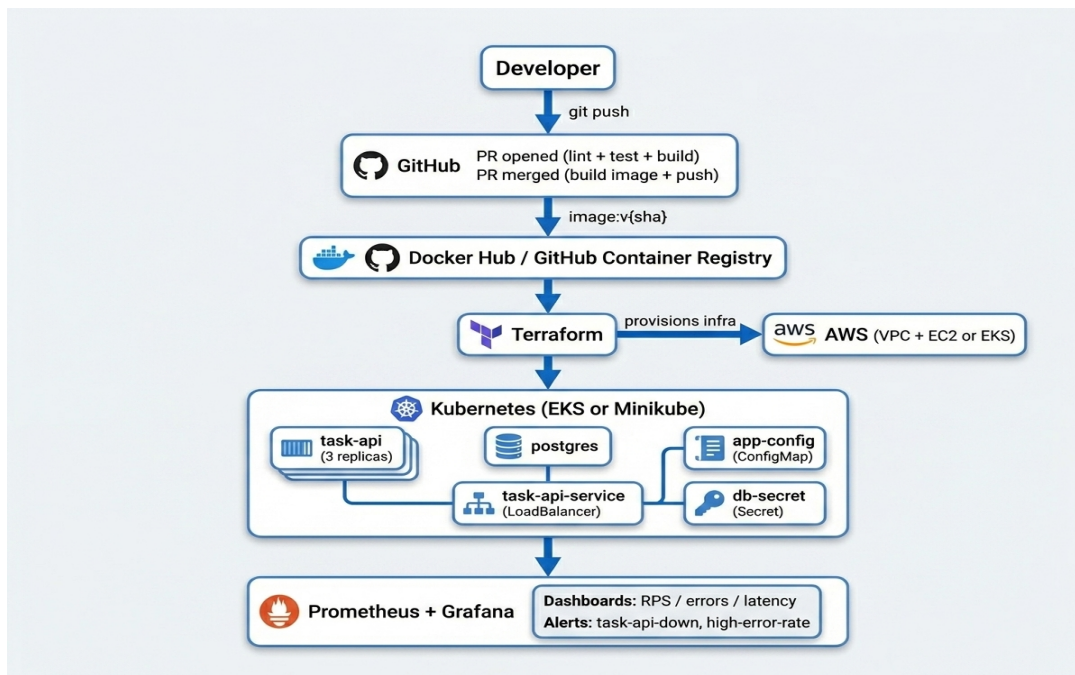 Developer
git push
GitHub
PR opened (lint + test + build)
PR merged (build image + push)
image:v{sha}
Docker Hub / GitHub Container Registry
Terraform
provisions infra
aws
AWS (VPC + EC2 or EKS)
Kubernetes (EKS or Minikube)
task-api
(3 replicas)
postgres
app-config
(ConfigMap)
task-api-service
(LoadBalancer)
db-secret
(Secret)
Prometheus + Grafana
Dashboards: RPS / errors / latency
Alerts: task-api-down, high-error-rate